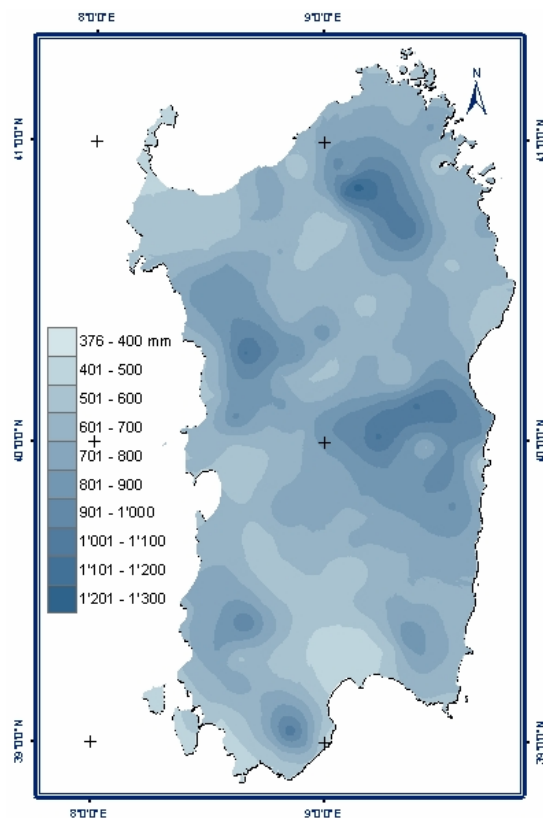 8°0'0"E 9°0'0"E
N
41°0'0"N 41°0'0"N
376 - 400 mm
401 - 500
501 - 600
601 - 700
701 - 800
801 - 900
901 - 1'000
1'001 - 1'100
1'101 - 1'200
1'201 - 1'300
40°0'0"N 40°0'0"N
39°0'0"N 39°0'0"N
8°0'0"E 9°0'0"E